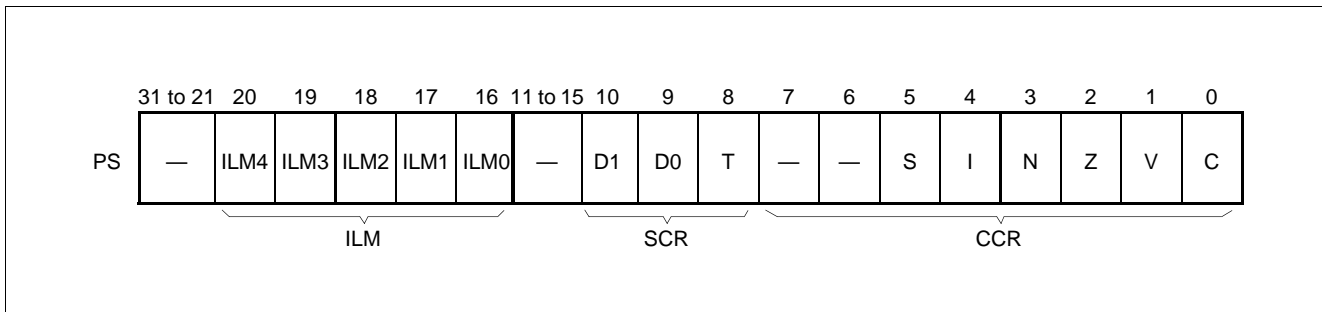 31 to 21 20 19 18 17 16 11 to 15 10 9 8 7 6 5 4 3 2 1 0
PS — ILM4 ILM3 ILM2 ILM1 ILM0 — D1 D0 T — — S I N Z V C
ILM SCR CCR